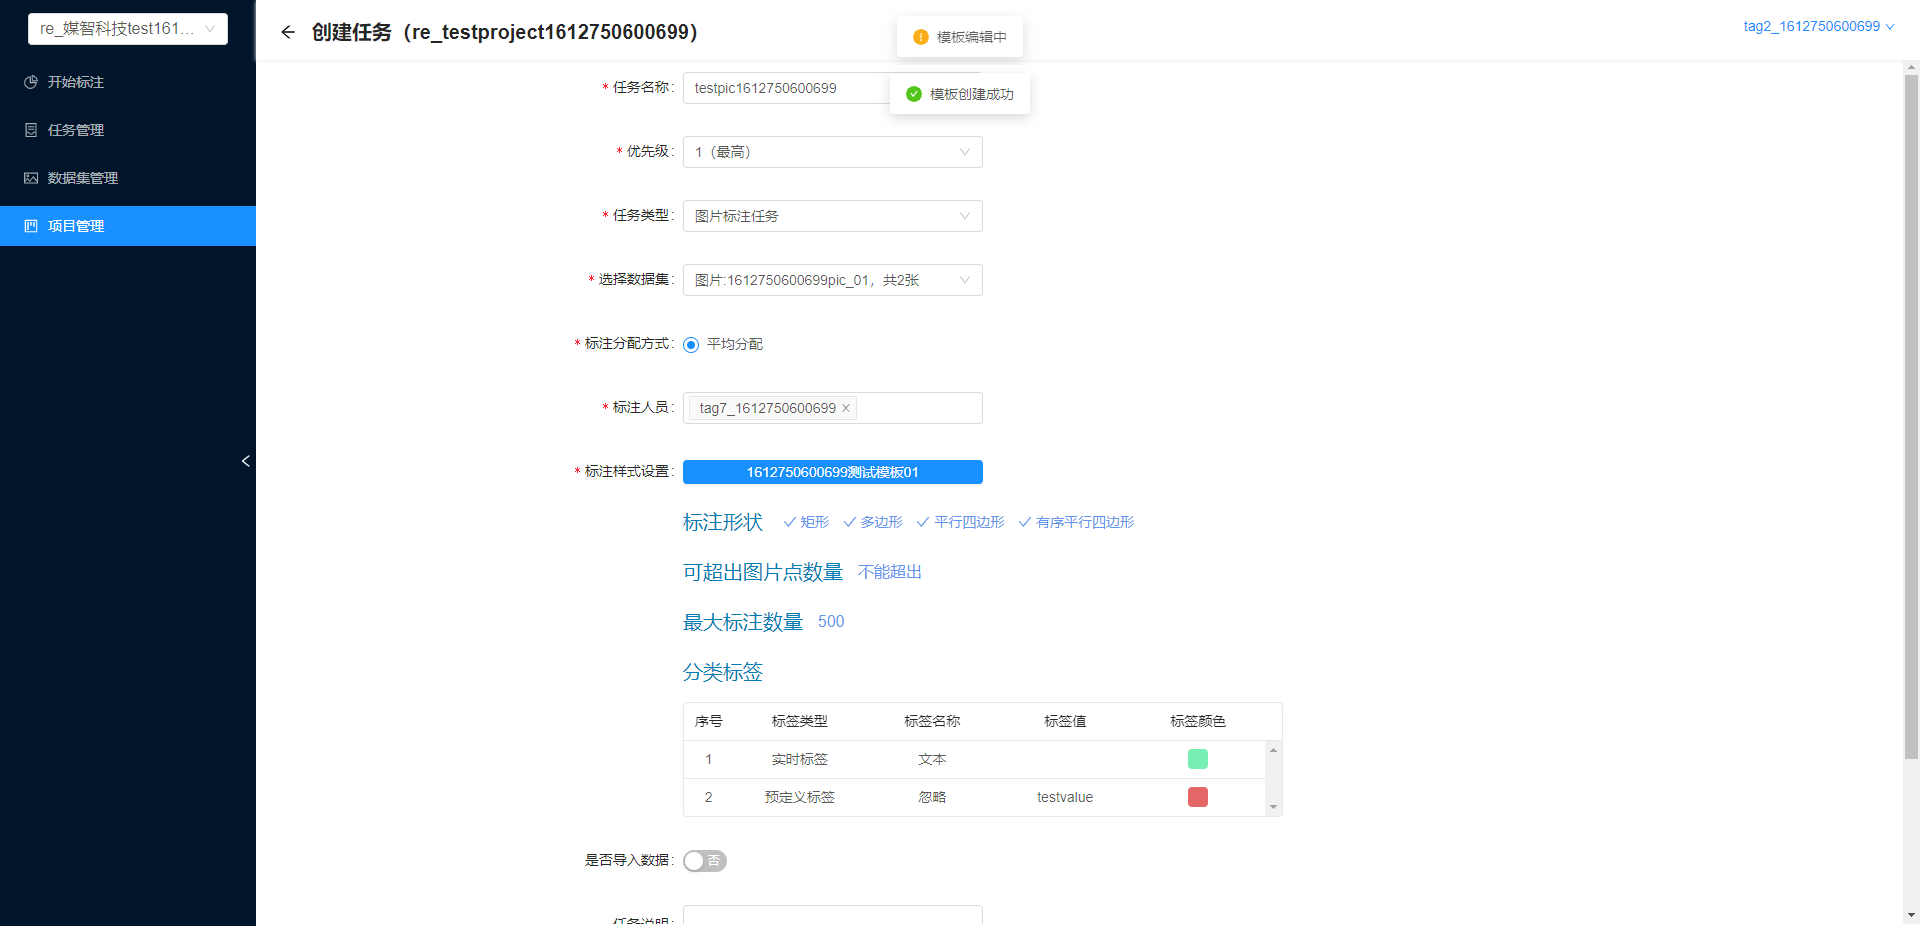 re_媒智科技test161...
开始标注
任务管理
数据集管理
项目管理
创建任务（re_testproject1612750600699）
模板编辑中
tag2_1612750600699
模板创建成功
* 任务名称: testpic1612750600699
* 优先级: 1（最高）
* 任务类型: 图片标注任务
* 选择数据集: 图片:1612750600699pic_01，共2张
* 标注分配方式: 平均分配
* 标注人员: tag7_1612750600699
* 标注样式设置: 1612750600699测试模板01
标注形状 矩形 多边形 平行四边形 有序平行四边形
可超出图片点数量 不能超出
最大标注数量 500
分类标签
序号 标签类型 标签名称 标签值 标签颜色
1 实时标签 文本
2 预定义标签 忽略 testvalue
是否导入数据: 否
任务说明: